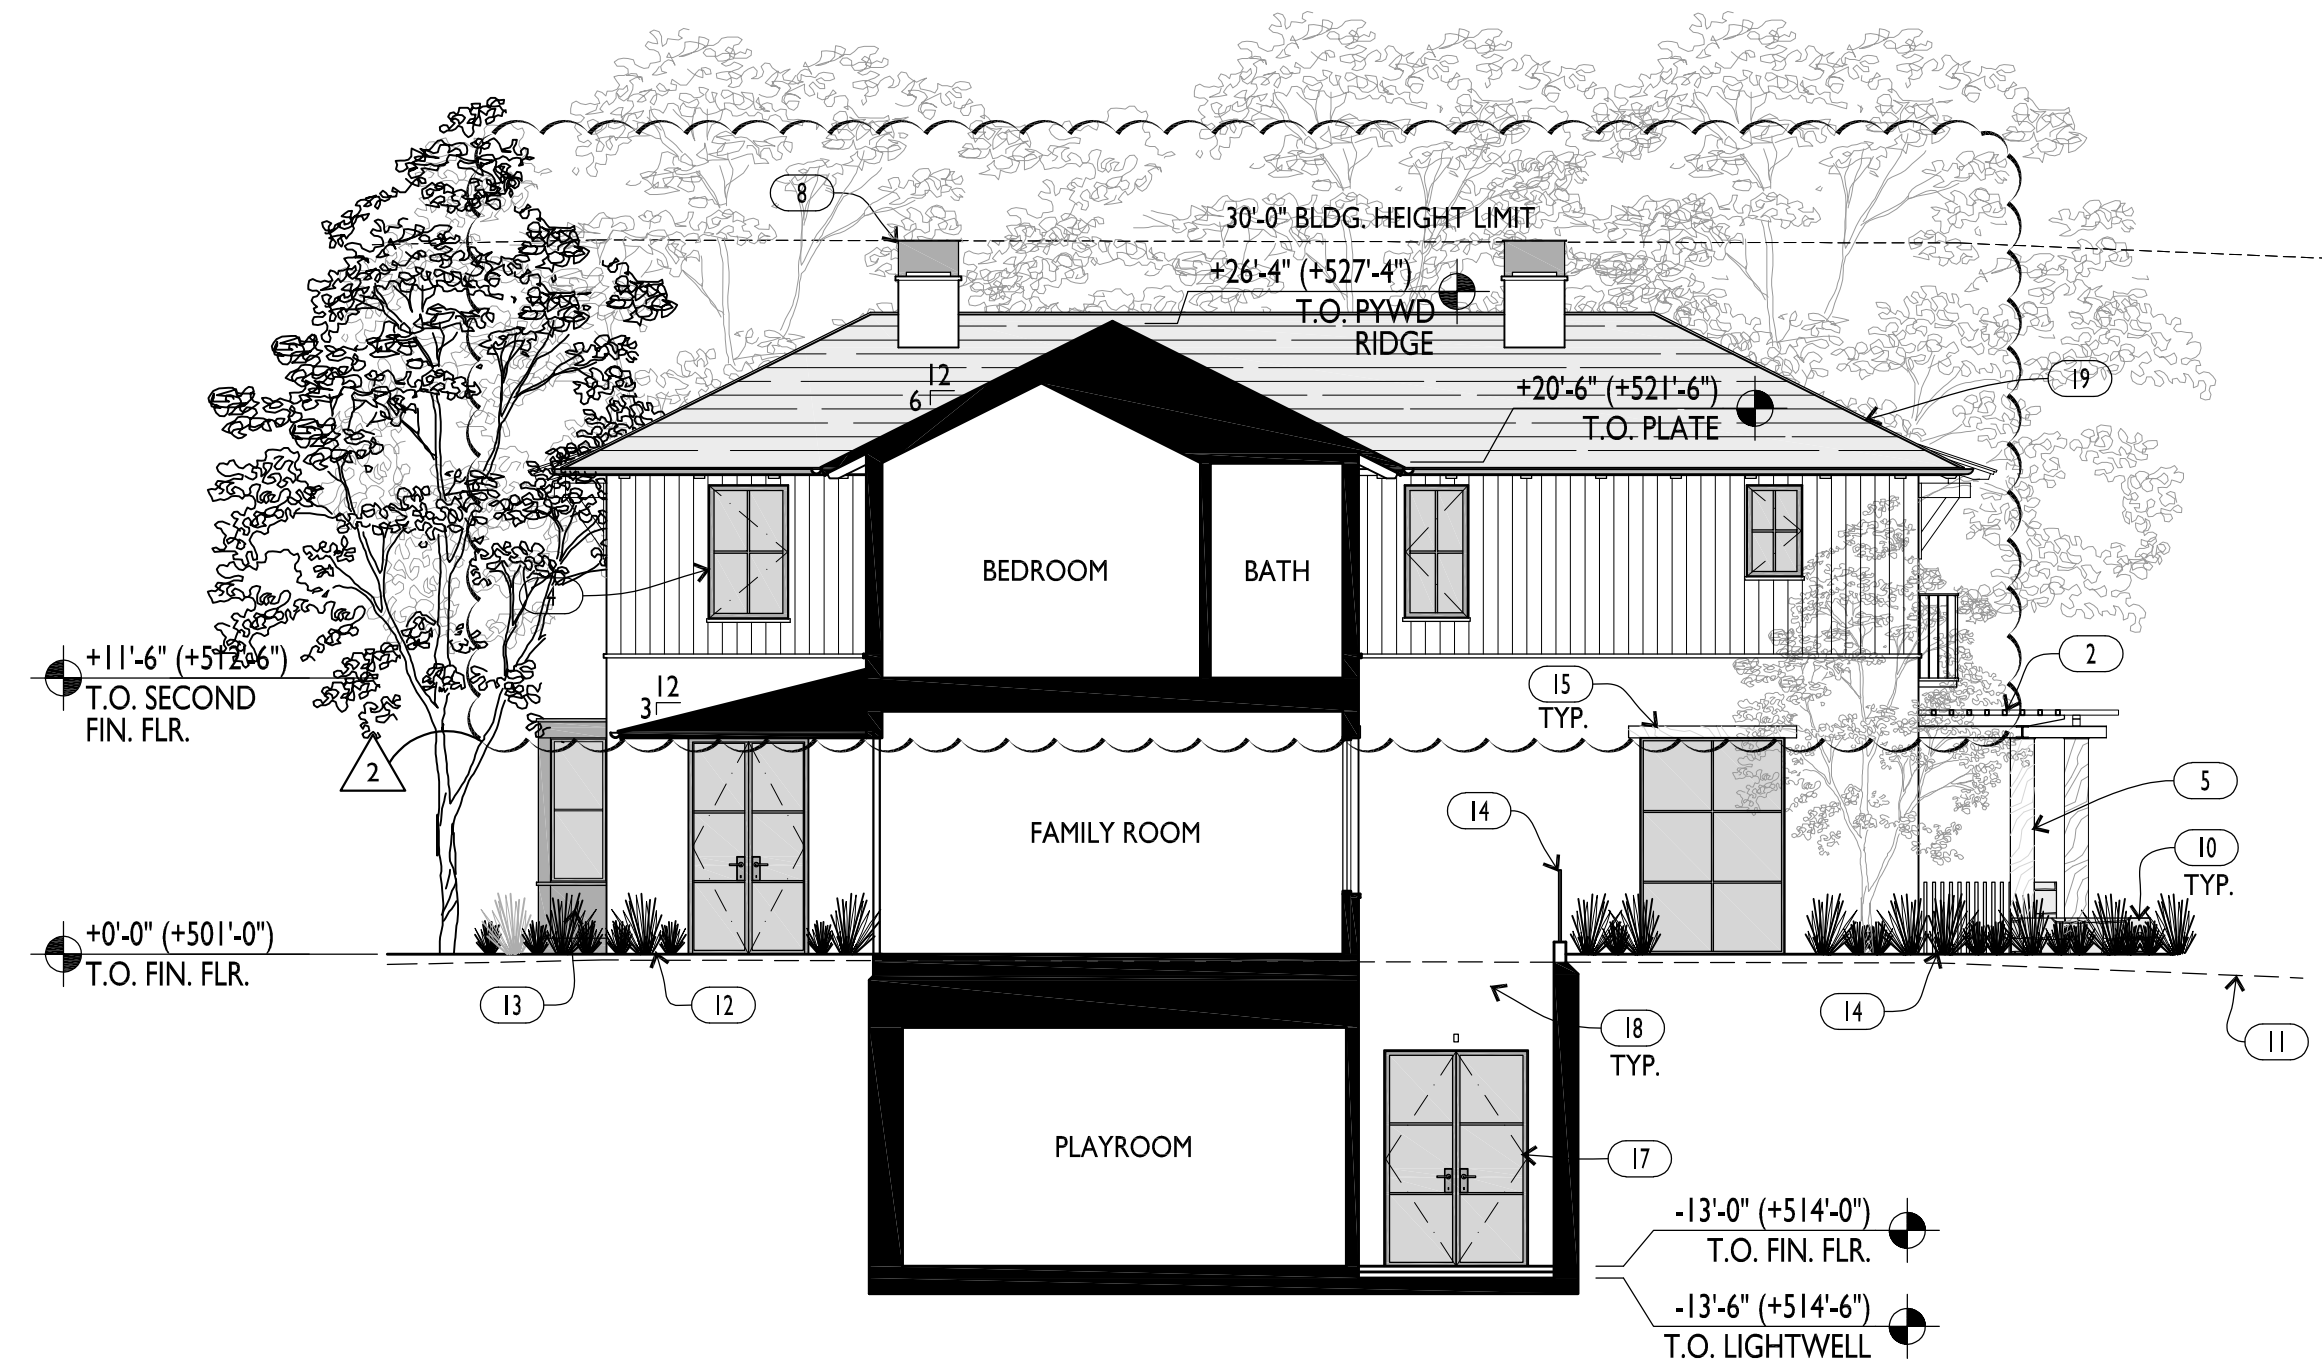 8
30'-0" BLDG. HEIGHT LIMIT
+26'-4" (+527'-4")
T.O. PYWD
RIDGE
12
6
19
+20'-6" (+521'-6")
T.O. PLATE
BEDROOM
BATH
4
+11'-6" (+512'-6")
T.O. SECOND
FIN. FLR.
2
12
3
15
TYP.
2
5
14
FAMILY ROOM
10
TYP.
+0'-0" (+501'-0")
T.O. FIN. FLR.
13
12
14
18
TYP.
11
PLAYROOM
17
-13'-0" (+514'-0")
T.O. FIN. FLR.
-13'-6" (+514'-6")
T.O. LIGHTWELL